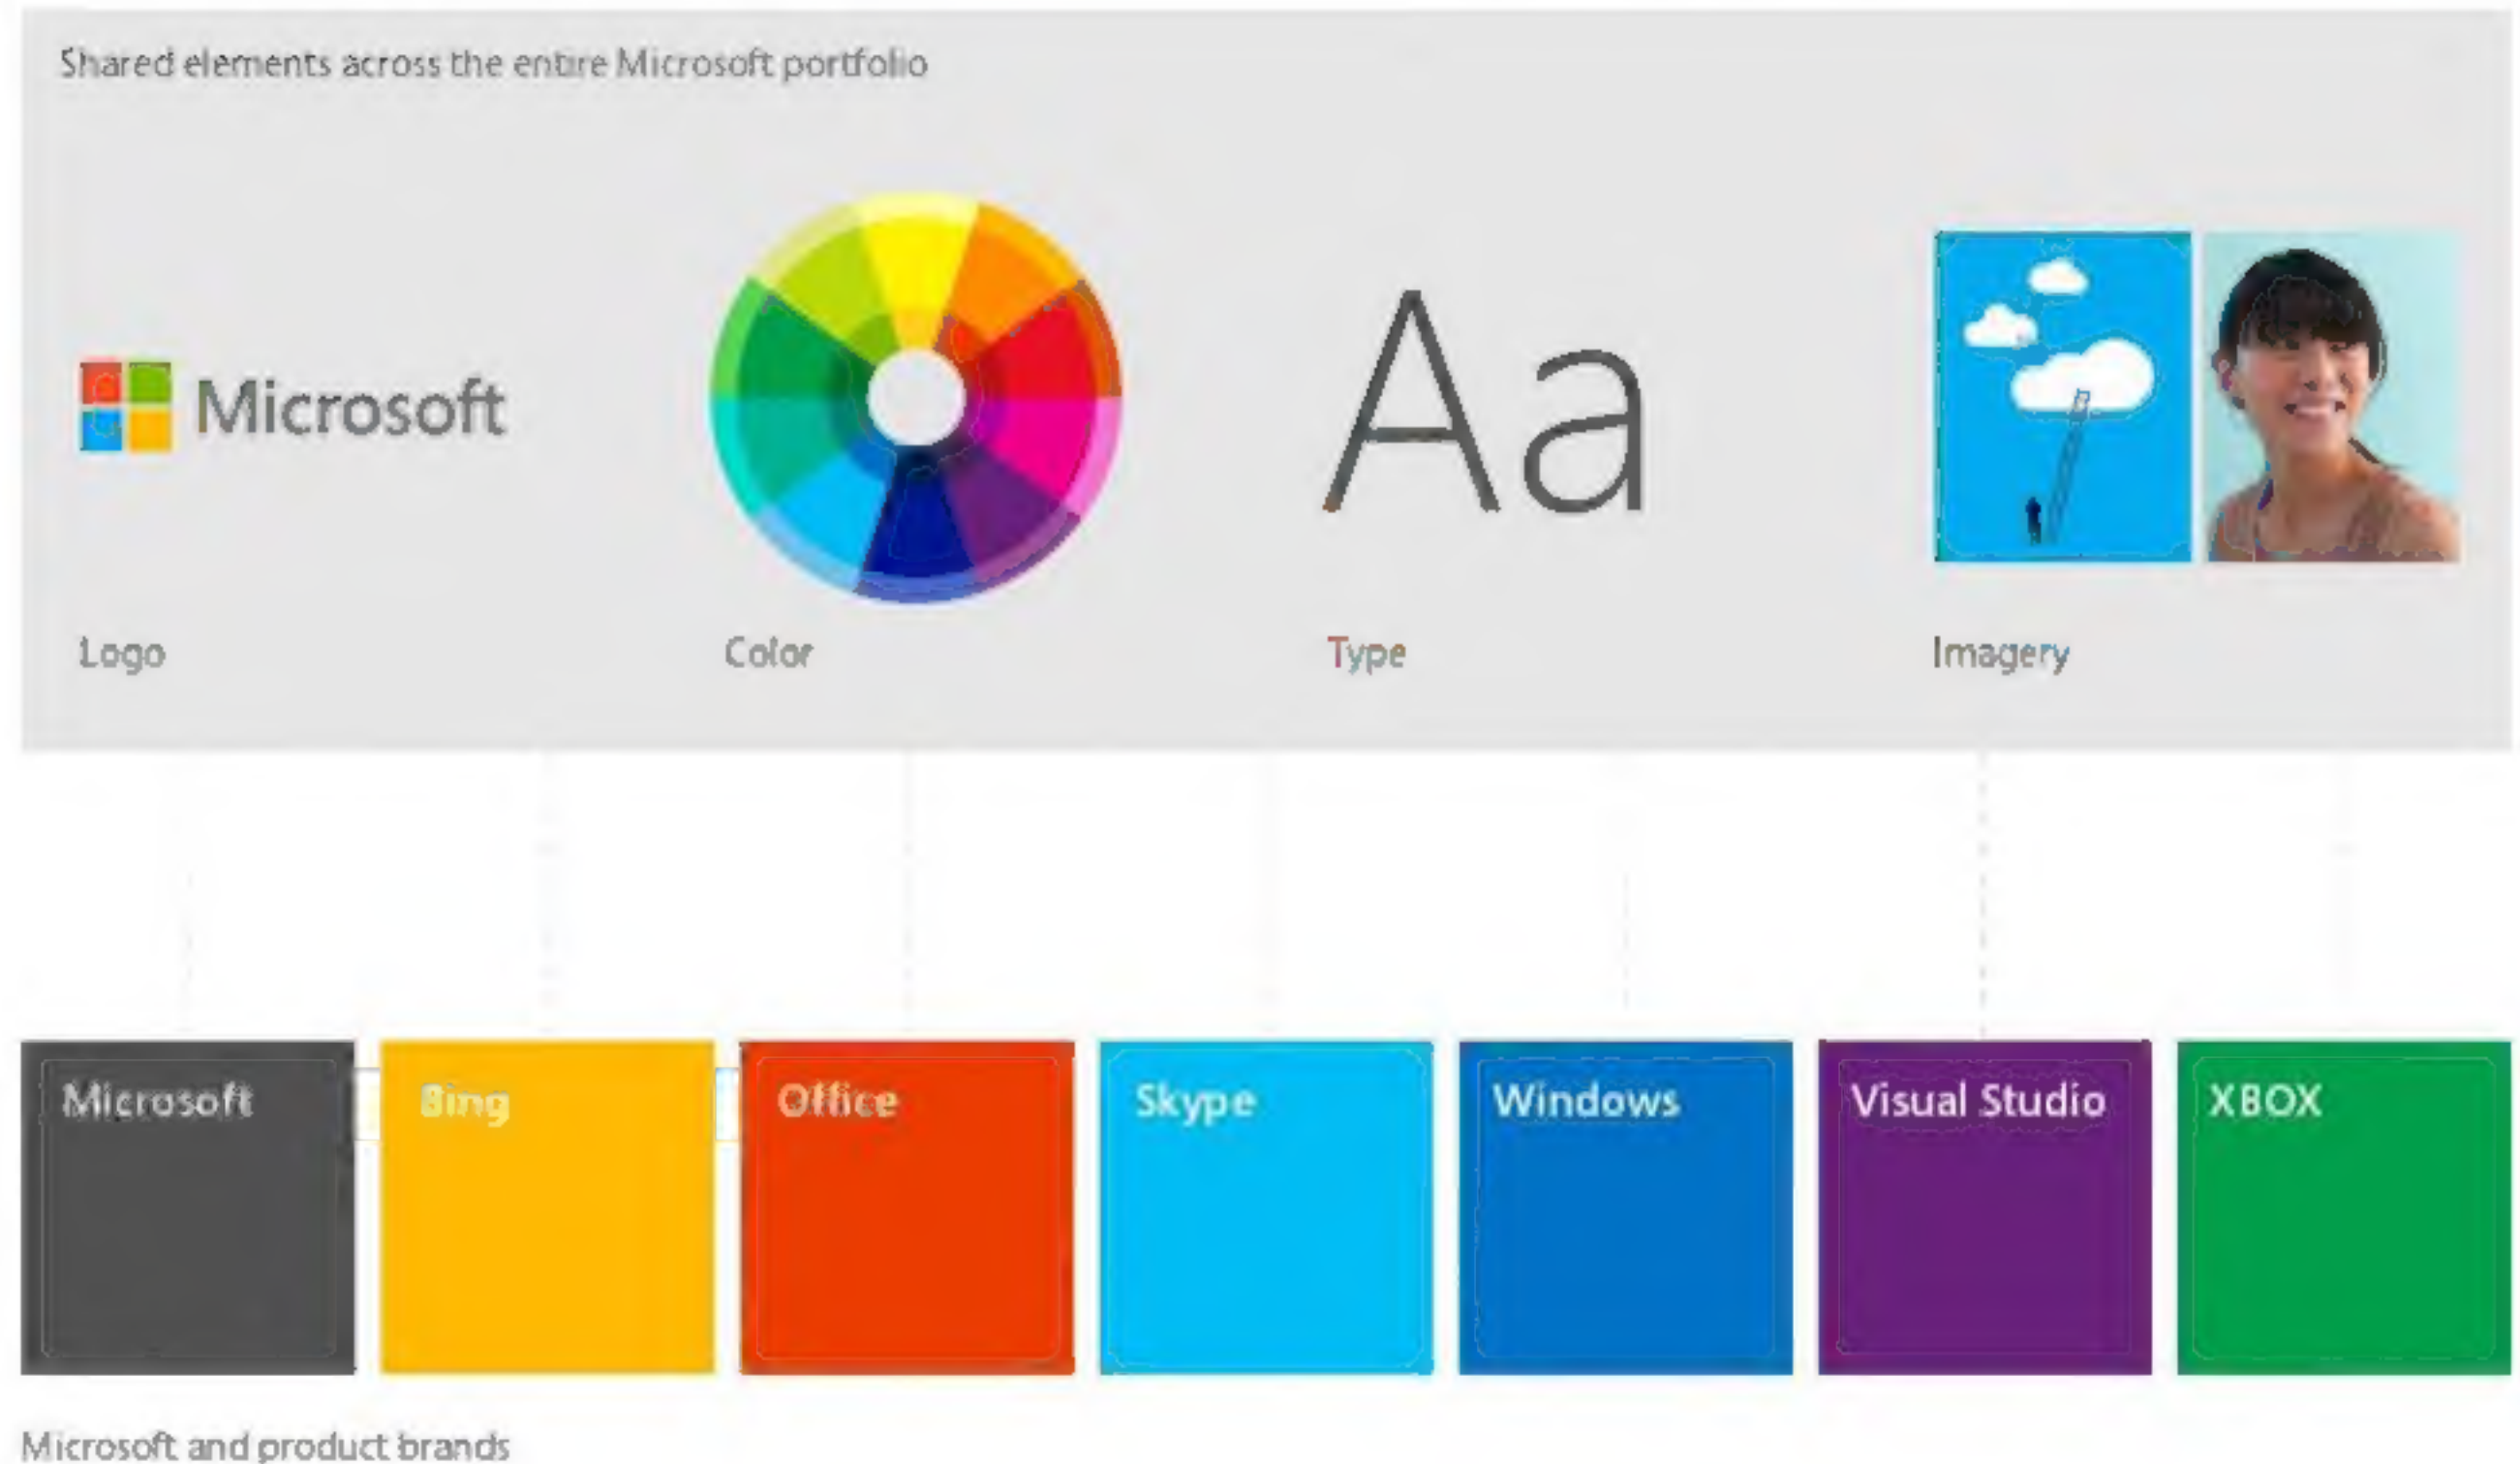 Shared elements across the entire Microsoft portfolio
Microsoft
Aa
Logo
Color
Type
Imagery
Microsoft
Bing
Office
Skype
Windows
Visual Studio
XBOX
Microsoft and product brands